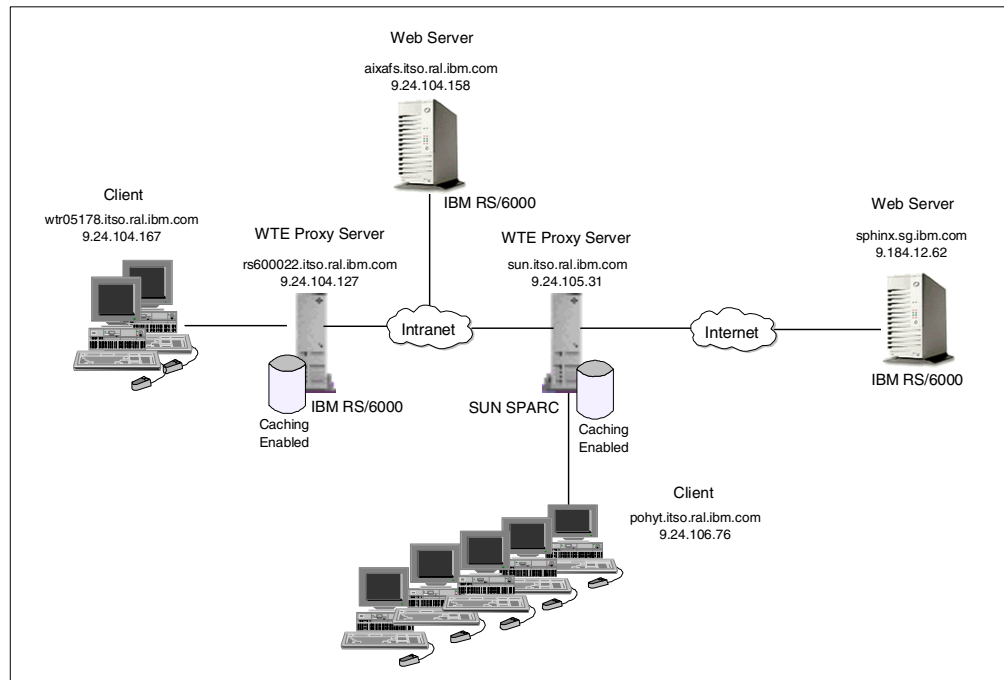 Web Server
aixafs.itso.ral.ibm.com
9.24.104.158
IBM RS/6000
Client
wtr05178.itso.ral.ibm.com
9.24.104.167
WTE Proxy Server
rs600022.itso.ral.ibm.com
9.24.104.127
IBM RS/6000
Caching
Enabled
Intranet
WTE Proxy Server
sun.itso.ral.ibm.com
9.24.105.31
SUN SPARC
Caching
Enabled
Internet
Web Server
sphinx.sg.ibm.com
9.184.12.62
IBM RS/6000
Client
pohyt.itso.ral.ibm.com
9.24.106.76